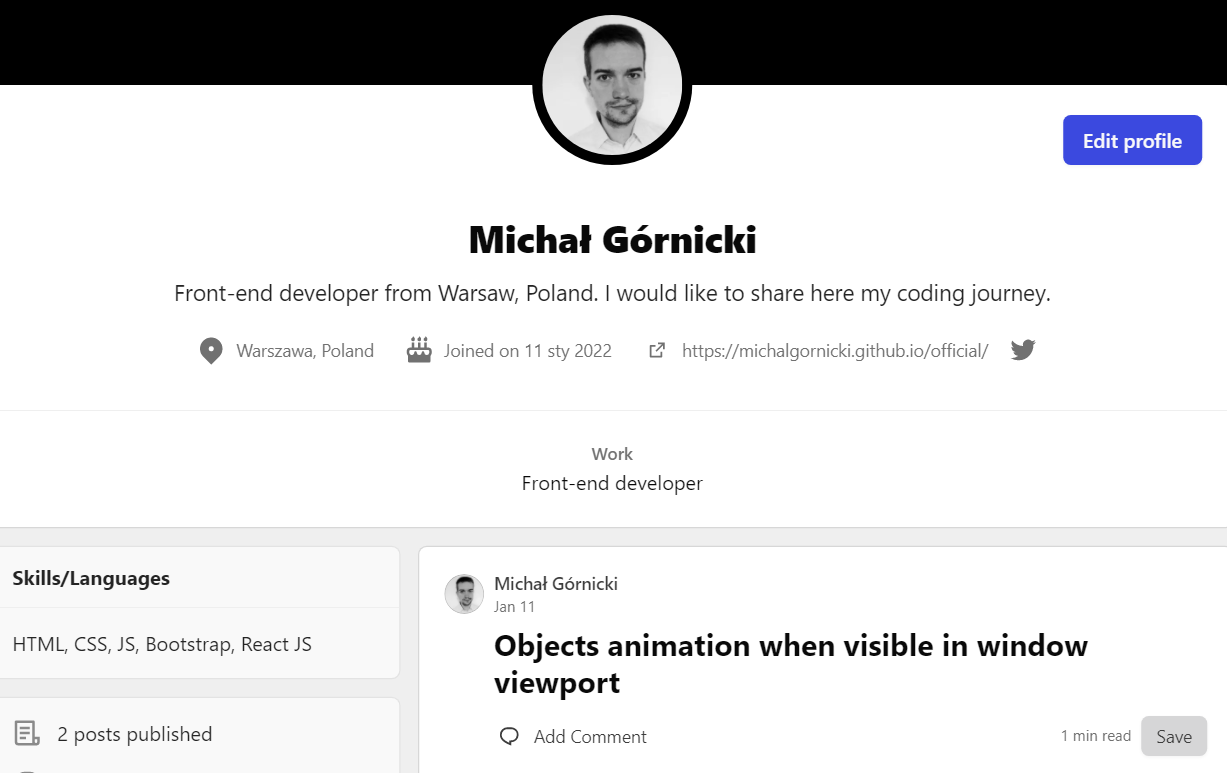 Edit profile
Michał Górnicki
Front-end developer from Warsaw, Poland. I would like to share here my coding journey.
Warszawa, Poland
Joined on 11 sty 2022
https://michalgornicki.github.io/official/
Work
Front-end developer
Skills/Languages
HTML, CSS, JS, Bootstrap, React JS
2 posts published
Michał Górnicki
Jan 11
Objects animation when visible in window
viewport
Add Comment
1 min read
Save